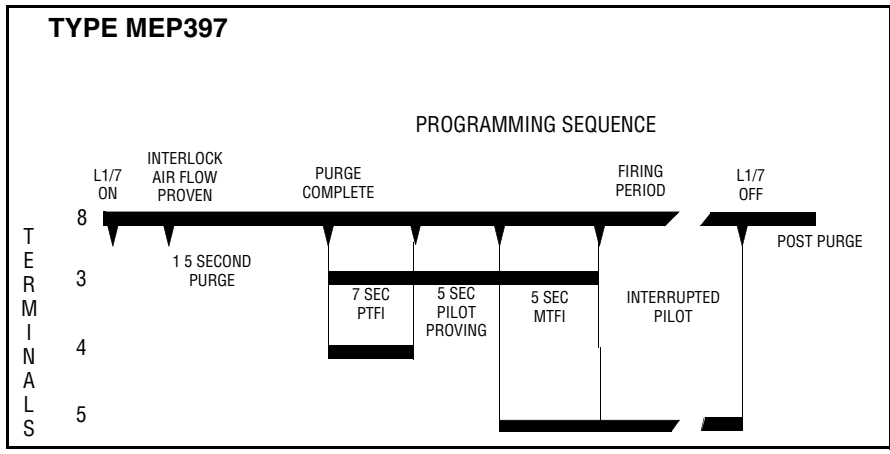 TYPE MEP397
PROGRAMMING SEQUENCE
L1/7
ON
INTERLOCK
AIR FLOW
PROVEN
PURGE
COMPLETE
FIRING
PERIOD
L1/7
OFF
TERMINALS
8
1 5 SECOND
PURGE
POST PURGE
3
7 SEC
PTFI
5 SEC
PILOT
PROVING
5 SEC
MTFI
INTERRUPTED
PILOT
4
5